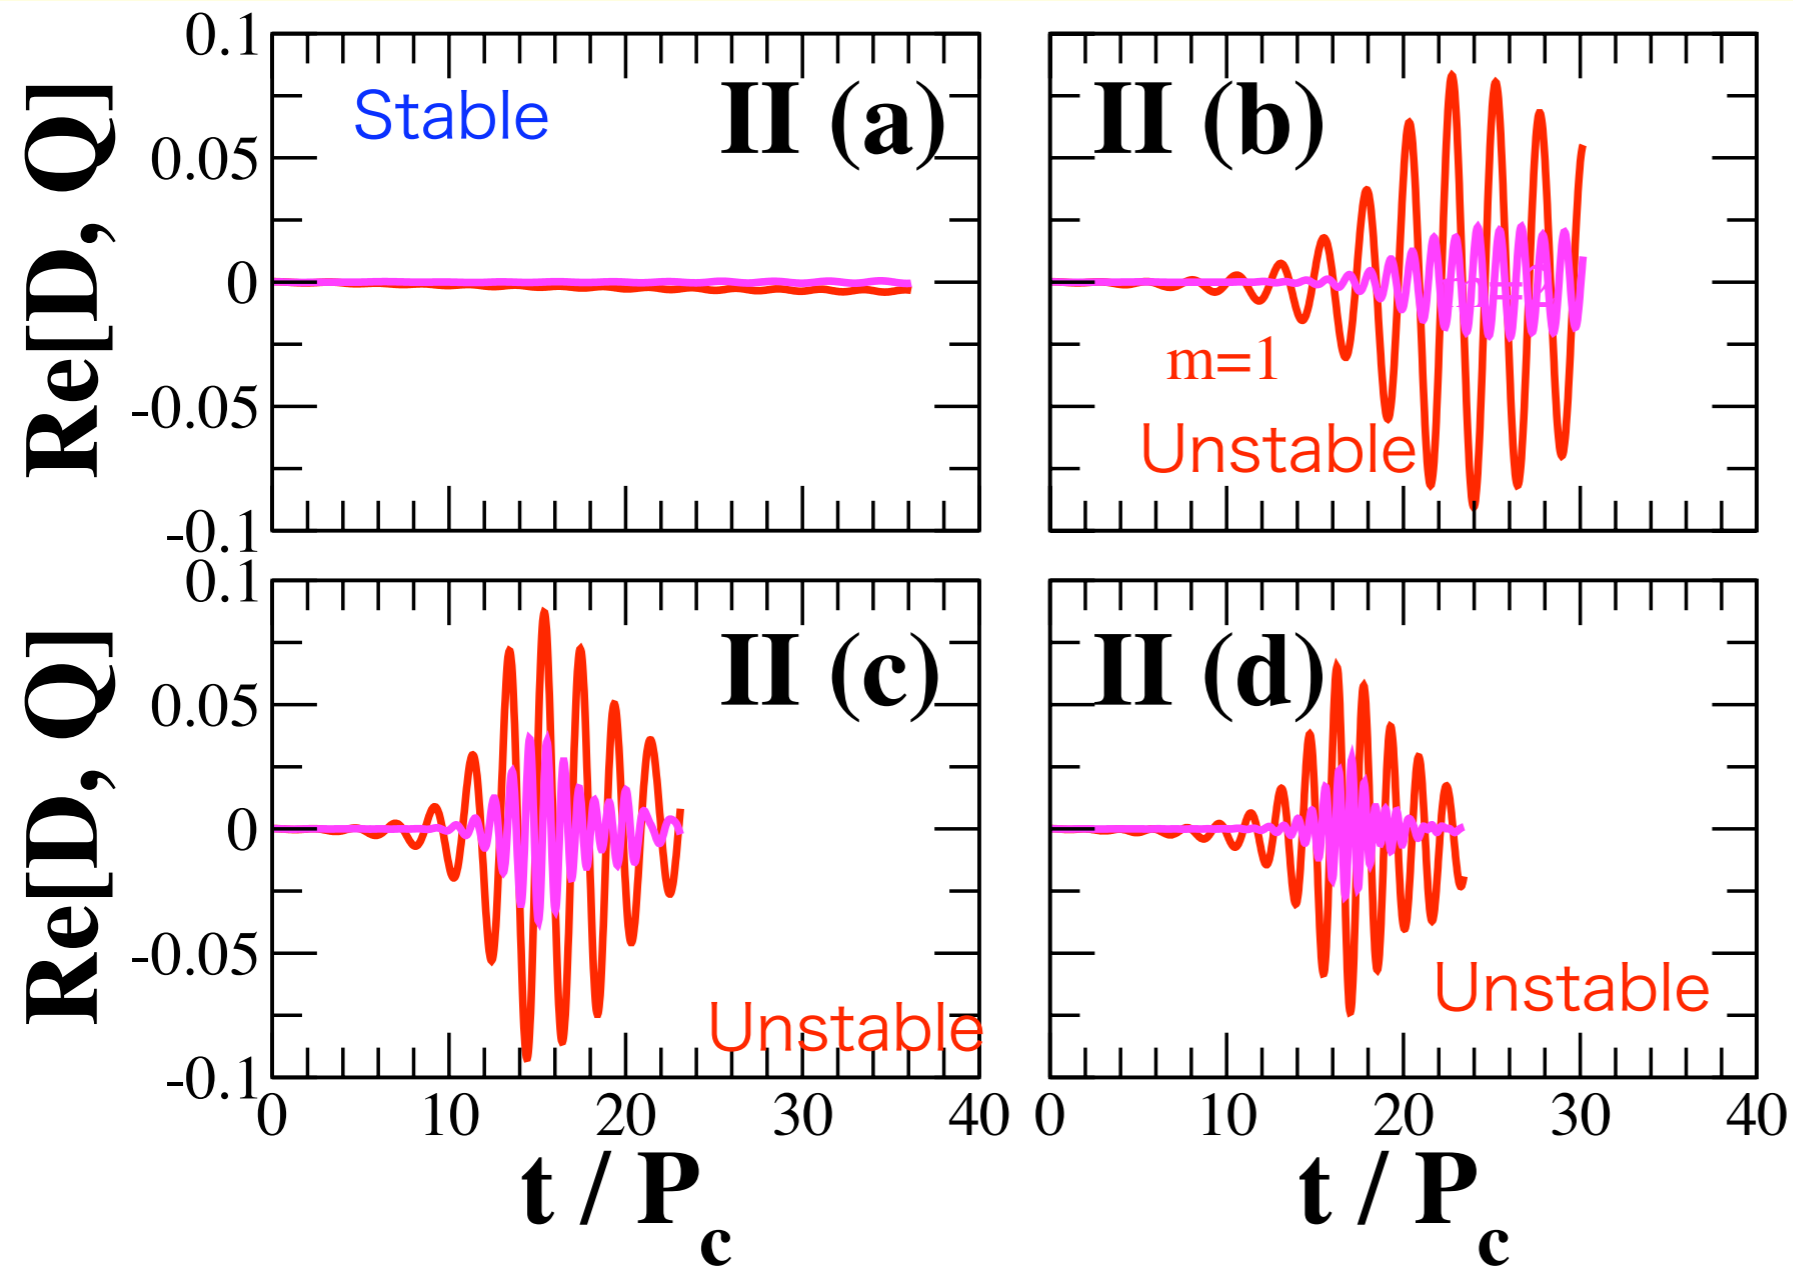 Re[D, Q]
0.1
0.05
0
-0.05
-0.1
Stable
II (a)
II (b)
m=1
Unstable
Re[D, Q]
0.1
0.05
0
-0.05
-0.1
II (c)
Unstable
II (d)
Unstable
0 10 20 30 40
0 10 20 30 40
t / Pc
t / Pc